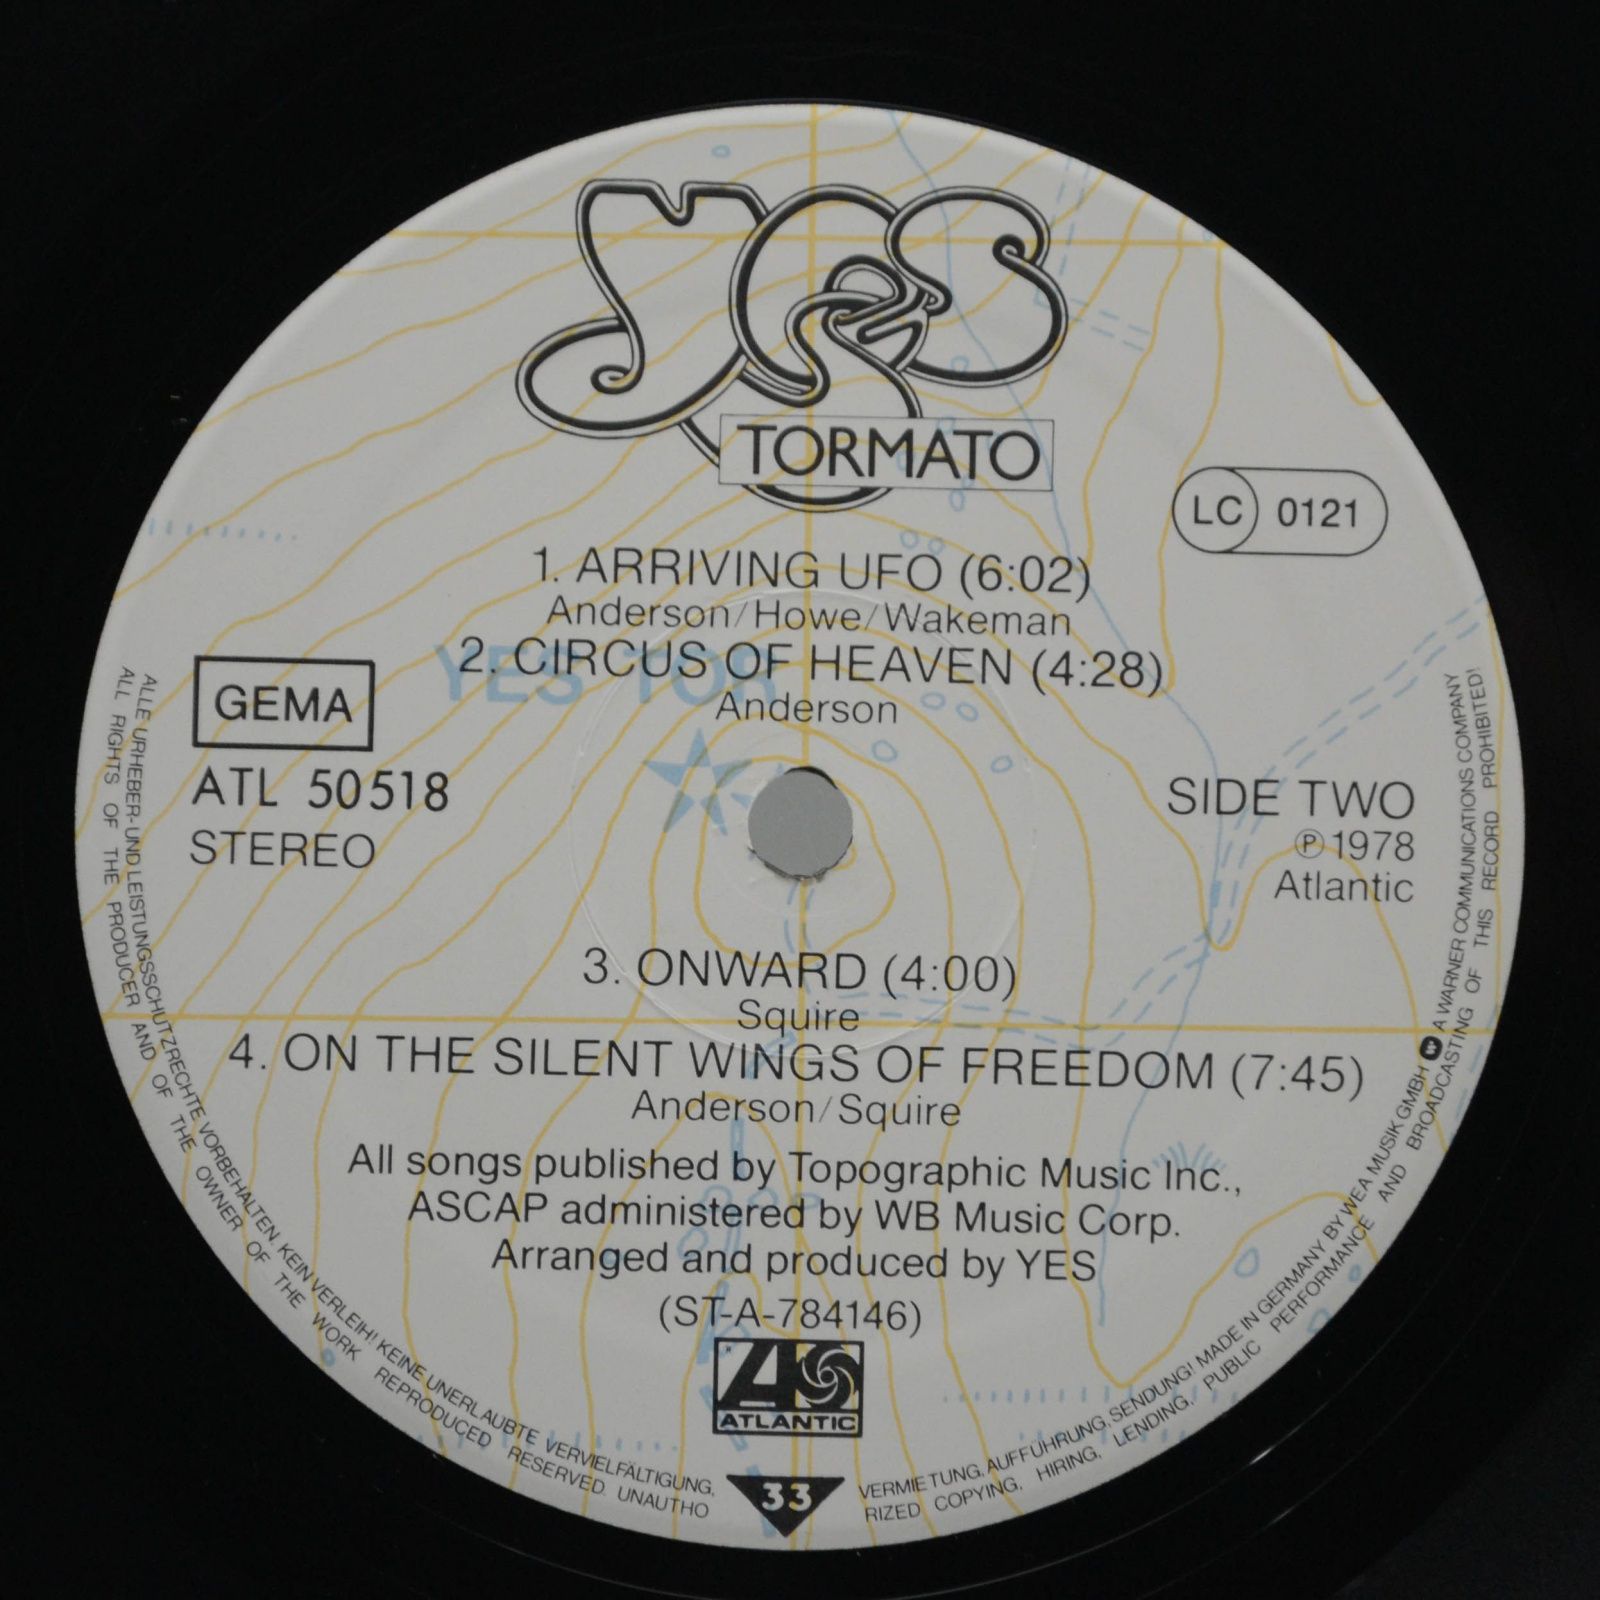 YES
TORMATO
LC 0121
1. ARRIVING UFO (6:02)
Anderson/Howe/Wakeman
2. CIRCUS OF HEAVEN (4:28)
Anderson
YES TOR
GEMA
ATL 50518
STEREO
SIDE TWO
Ⓟ1978
Atlantic
3. ONWARD (4:00)
Squire
4. ON THE SILENT WINGS OF FREEDOM (7:45)
Anderson/Squire
All songs published by Topographic Music Inc.,
ASCAP administered by WB Music Corp.
Arranged and produced by YES
(ST-A-784146)
ATLANTIC
33
ALLE URHEBER- UND LEISTUNGSSCHUTZRECHTE VORBEHALTEN. KEIN VERLEIH! KEINE UNERLAUBTE VERVIELFÄLTIGUNG, VERMIETUNG, AUFFÜHRUNG, SENDUNG! MADE IN GERMANY BY WEA MUSIK GMBH A WARNER COMMUNICATIONS COMPANY
ALL RIGHTS OF THE PRODUCER AND OF THE OWNER OF THE WORK REPRODUCED RESERVED. UNAUTHORIZED COPYING, HIRING, LENDING, PUBLIC PERFORMANCE AND BROADCASTING OF THIS RECORD PROHIBITED!